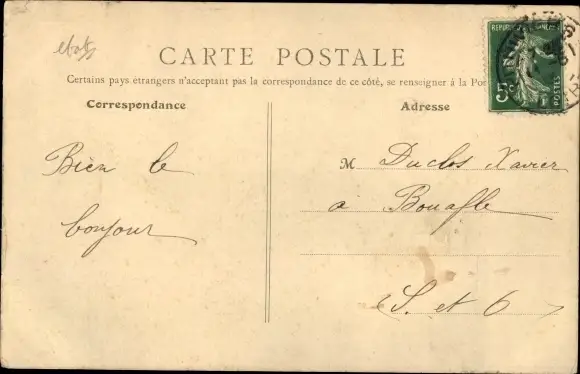 etats
CARTE POSTALE
Certains pays étrangers n'acceptant pas la correspondance de ce côté, se renseigner à la Po
Correspondance
Adresse
Bien le
bonjour
M Duclos Xavier
à Bouafle
(S. et O)
5c
POSTES